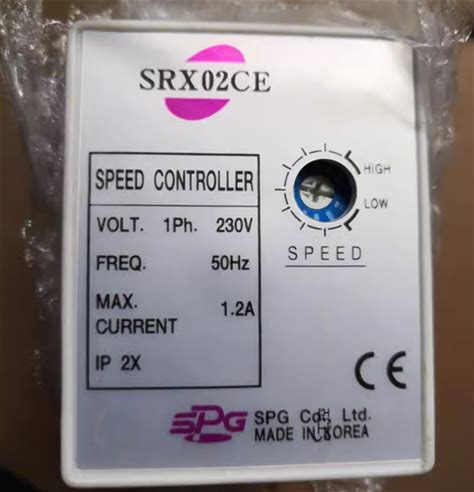 SRX02CE
SPEED CONTROLLER
VOLT. 1Ph. 230V
FREQ. 50Hz
MAX. CURRENT 1.2A
IP 2X
HIGH
LOW
SPEED
CE
SPG SPG Co., Ltd.
MADE IN KOREA